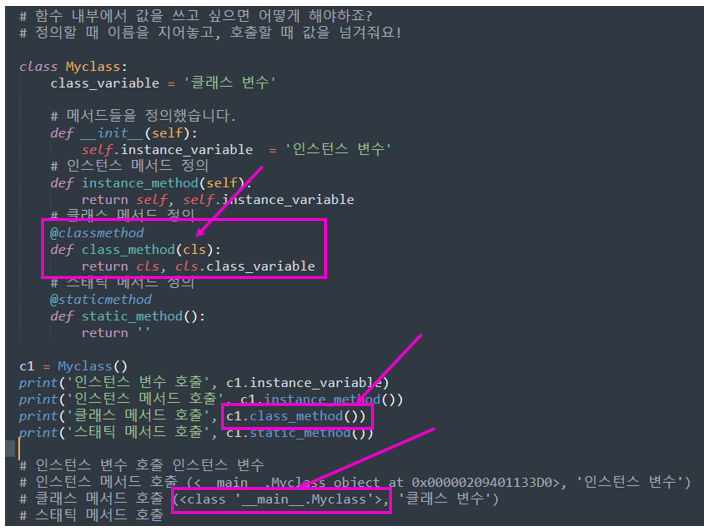 # 함수 내부에서 값을 쓰고 싶으면 어떻게 해야하죠?
# 정의할 때 이름을 지어놓고, 호출할 때 값을 넘겨줘요!
class Myclass:
class_variable = '클래스 변수'
# 메서드들을 정의했습니다.
def __init__(self):
self.instance_variable  = '인스턴스 변수'
# 인스턴스 메서드 정의
def instance_method(self):
return self, self.instance_variable
# 클래스 메서드 정의
@classmethod
def class_method(cls):
return cls, cls.class_variable
# 스태틱 메서드 정의
@staticmethod
def static_method():
return ''
c1 = Myclass()
print('인스턴스 변수 호출', c1.instance_variable)
print('인스턴스 메서드 호출', c1.instance_method())
print('클래스 메서드 호출', c1.class_method())
print('스태틱 메서드 호출', c1.static_method())
# 인스턴스 변수 호출 인스턴스 변수
# 인스턴스 메서드 호출 (<__main__.Myclass object at 0x00000209401133D0>, '인스턴스 변수')
# 클래스 메서드 호출 (<class '__main__.Myclass'>, '클래스 변수')
# 스태틱 메서드 호출